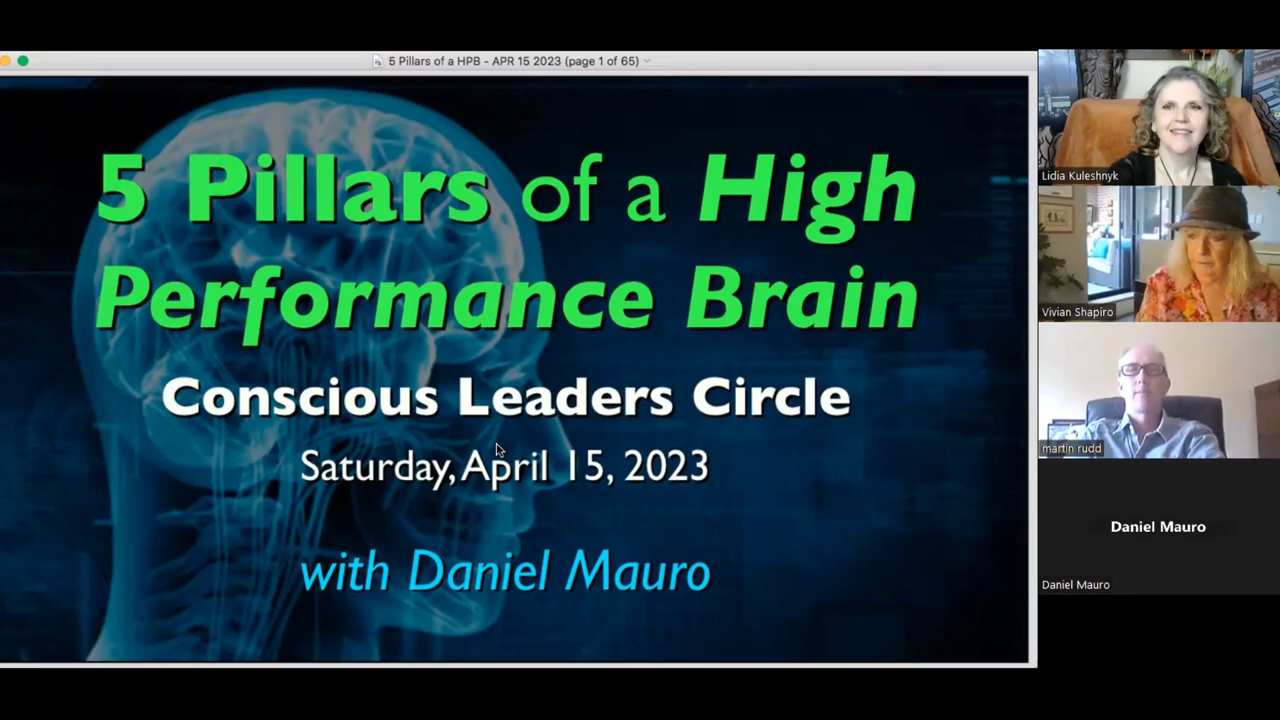 5 Pillars of a HPB - APR 15 2023 (page 1 of 65)
5 Pillars of a High
Performance Brain
Conscious Leaders Circle
Saturday, April 15, 2023
with Daniel Mauro
Lidia Kuleshnyk
Vivian Shapiro
martin rudd
Daniel Mauro
Daniel Mauro